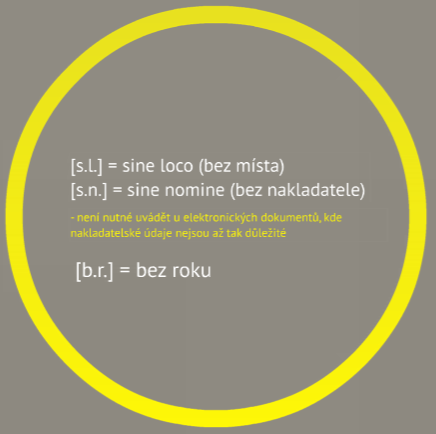 [s.l.] = sine loco (bez místa)
[s.n.] = sine nomine (bez nakladatele)
- není nutné uvádět u elektronických dokumentů, kde
nakladatelské údaje nejsou až tak důležité
[b.r.] = bez roku